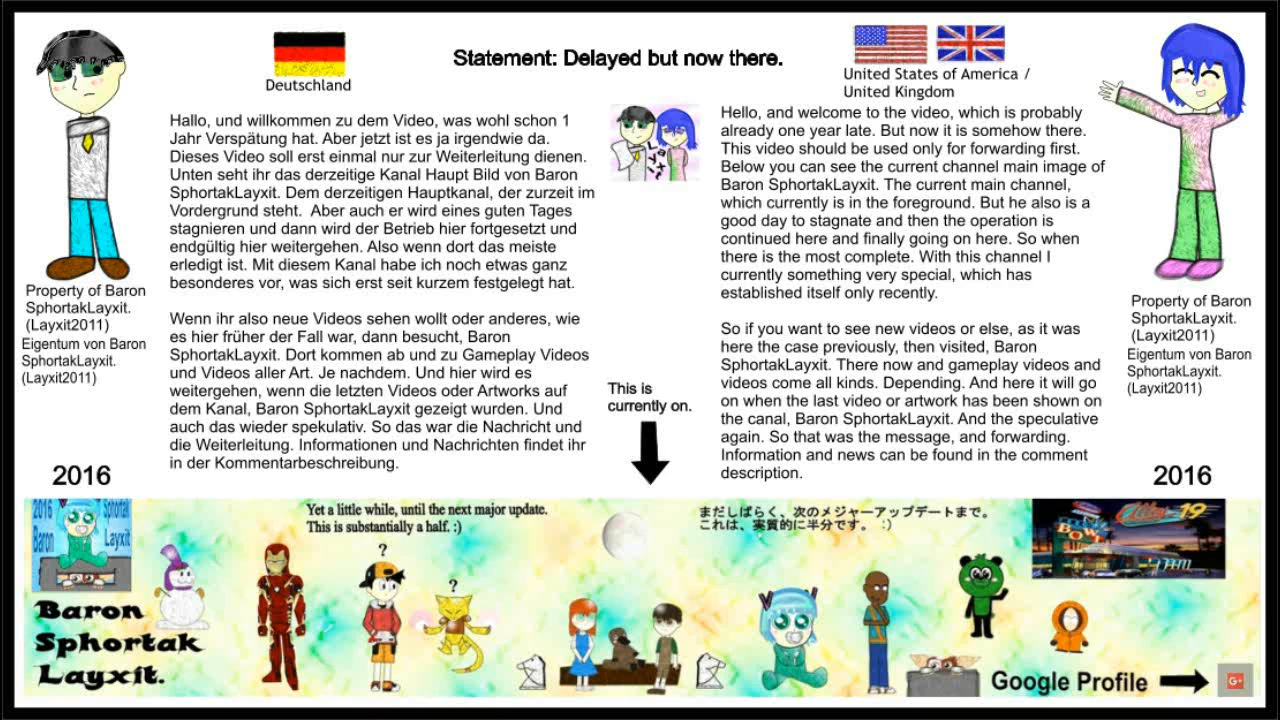 Statement: Delayed but now there.
Deutschland
United States of America /
United Kingdom
Hallo, und willkommen zu dem Video, was wohl schon 1
Jahr Verspätung hat. Aber jetzt ist es ja irgendwie da.
Dieses Video soll erst einmal nur zur Weiterleitung dienen.
Unten seht ihr das derzeitige Kanal Haupt Bild von Baron
SphortakLayxit. Dem derzeitigen Hauptkanal, der zurzeit im
Vordergrund steht. Aber auch er wird eines guten Tages
stagnieren und dann wird der Betrieb hier fortgesetzt und
endgültig hier weitergehen. Also wenn dort das meiste
erledigt ist. Mit diesem Kanal habe ich noch etwas ganz
besonderes vor, was sich erst seit kurzem festgelegt hat.
Wenn ihr also neue Videos sehen wollt oder anderes, wie
es hier früher der Fall war, dann besucht, Baron
SphortakLayxit. Dort kommen ab und zu Gameplay Videos
und Videos aller Art. Je nachdem. Und hier wird es
weitergehen, wenn die letzten Videos oder Artworks auf
dem Kanal, Baron SphortakLayxit gezeigt wurden. Und
auch das wieder spekulativ. So das war die Nachricht und
die Weiterleitung. Informationen und Nachrichten findet ihr
in der Kommentarbeschreibung.
Layxit
Hello, and welcome to the video, which is probably
already one year late. But now it is somehow there.
This video should be used only for forwarding first.
Below you can see the current channel main image of
Baron SphortakLayxit. The current main channel,
which currently is in the foreground. But he also is a
good day to stagnate and then the operation is
continued here and finally going on here. So when
there is the most complete. With this channel I
currently something very special, which has
established itself only recently.
So if you want to see new videos or else, as it was
here the case previously, then visited, Baron
SphortakLayxit. There now and gameplay videos and
videos come all kinds. Depending. And here it will go
on when the last video or artwork has been shown on
the canal, Baron SphortakLayxit. And the speculative
again. So that was the message, and forwarding.
Information and news can be found in the comment
description.
Property of Baron
SphortakLayxit.
(Layxit2011)
Eigentum von Baron
SphortakLayxit.
(Layxit2011)
Property of Baron
SphortakLayxit.
(Layxit2011)
Eigentum von Baron
SphortakLayxit.
(Layxit2011)
This is
currently on.
2016
2016
2016 Sphortak
Baron Layxit
Yet a little while, until the next major update.
This is substantially a half. :)
まだしばらく、次のメジャーアップデートまで。
これは、実質的に半分です。 :)
?
?
Baron
Sphortak
Layxit.
BOWL
19
Google Profile
G+